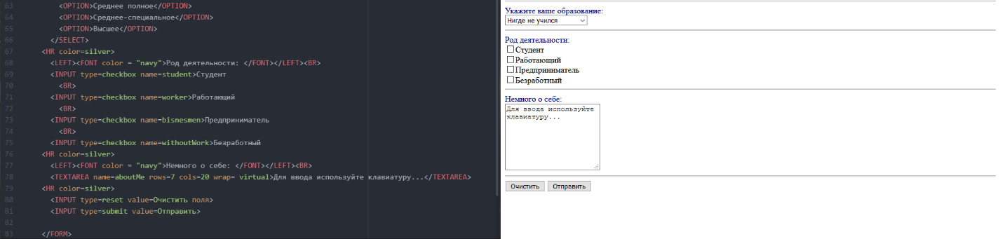 63 <OPTION>Среднее полное</OPTION>
64 <OPTION>Среднее-специальное</OPTION>
65 <OPTION>Высшее</OPTION>
66 </SELECT>
67 <HR color=silver>
68 <LEFT><FONT color = "navy">Род деятельности: </FONT></LEFT><BR>
69 <INPUT type=checkbox name=student>Студент
70 <BR>
71 <INPUT type=checkbox name=worker>Работающий
72 <BR>
73 <INPUT type=checkbox name=bisnesmen>Предприниматель
74 <BR>
75 <INPUT type=checkbox name=withoutWork>Безработный
76 <HR color=silver>
77 <LEFT><FONT color = "navy">Немного о себе: </FONT></LEFT><BR>
78 <TEXTAREA name=aboutMe rows=7 cols=20 wrap= virtual>Для ввода используйте клавиатуру...</TEXTAREA>
79 <HR color=silver>
80 <INPUT type=reset value=Очистить поля>
81 <INPUT type=submit value=Отправить>
82
83 </FORM>
Укажите ваше образование:
Нигде не учился
Род деятельности:
Студент
Работающий
Предприниматель
Безработный
Немного о себе:
Для ввода используйте
клавиатуру...
Очистить Отправить